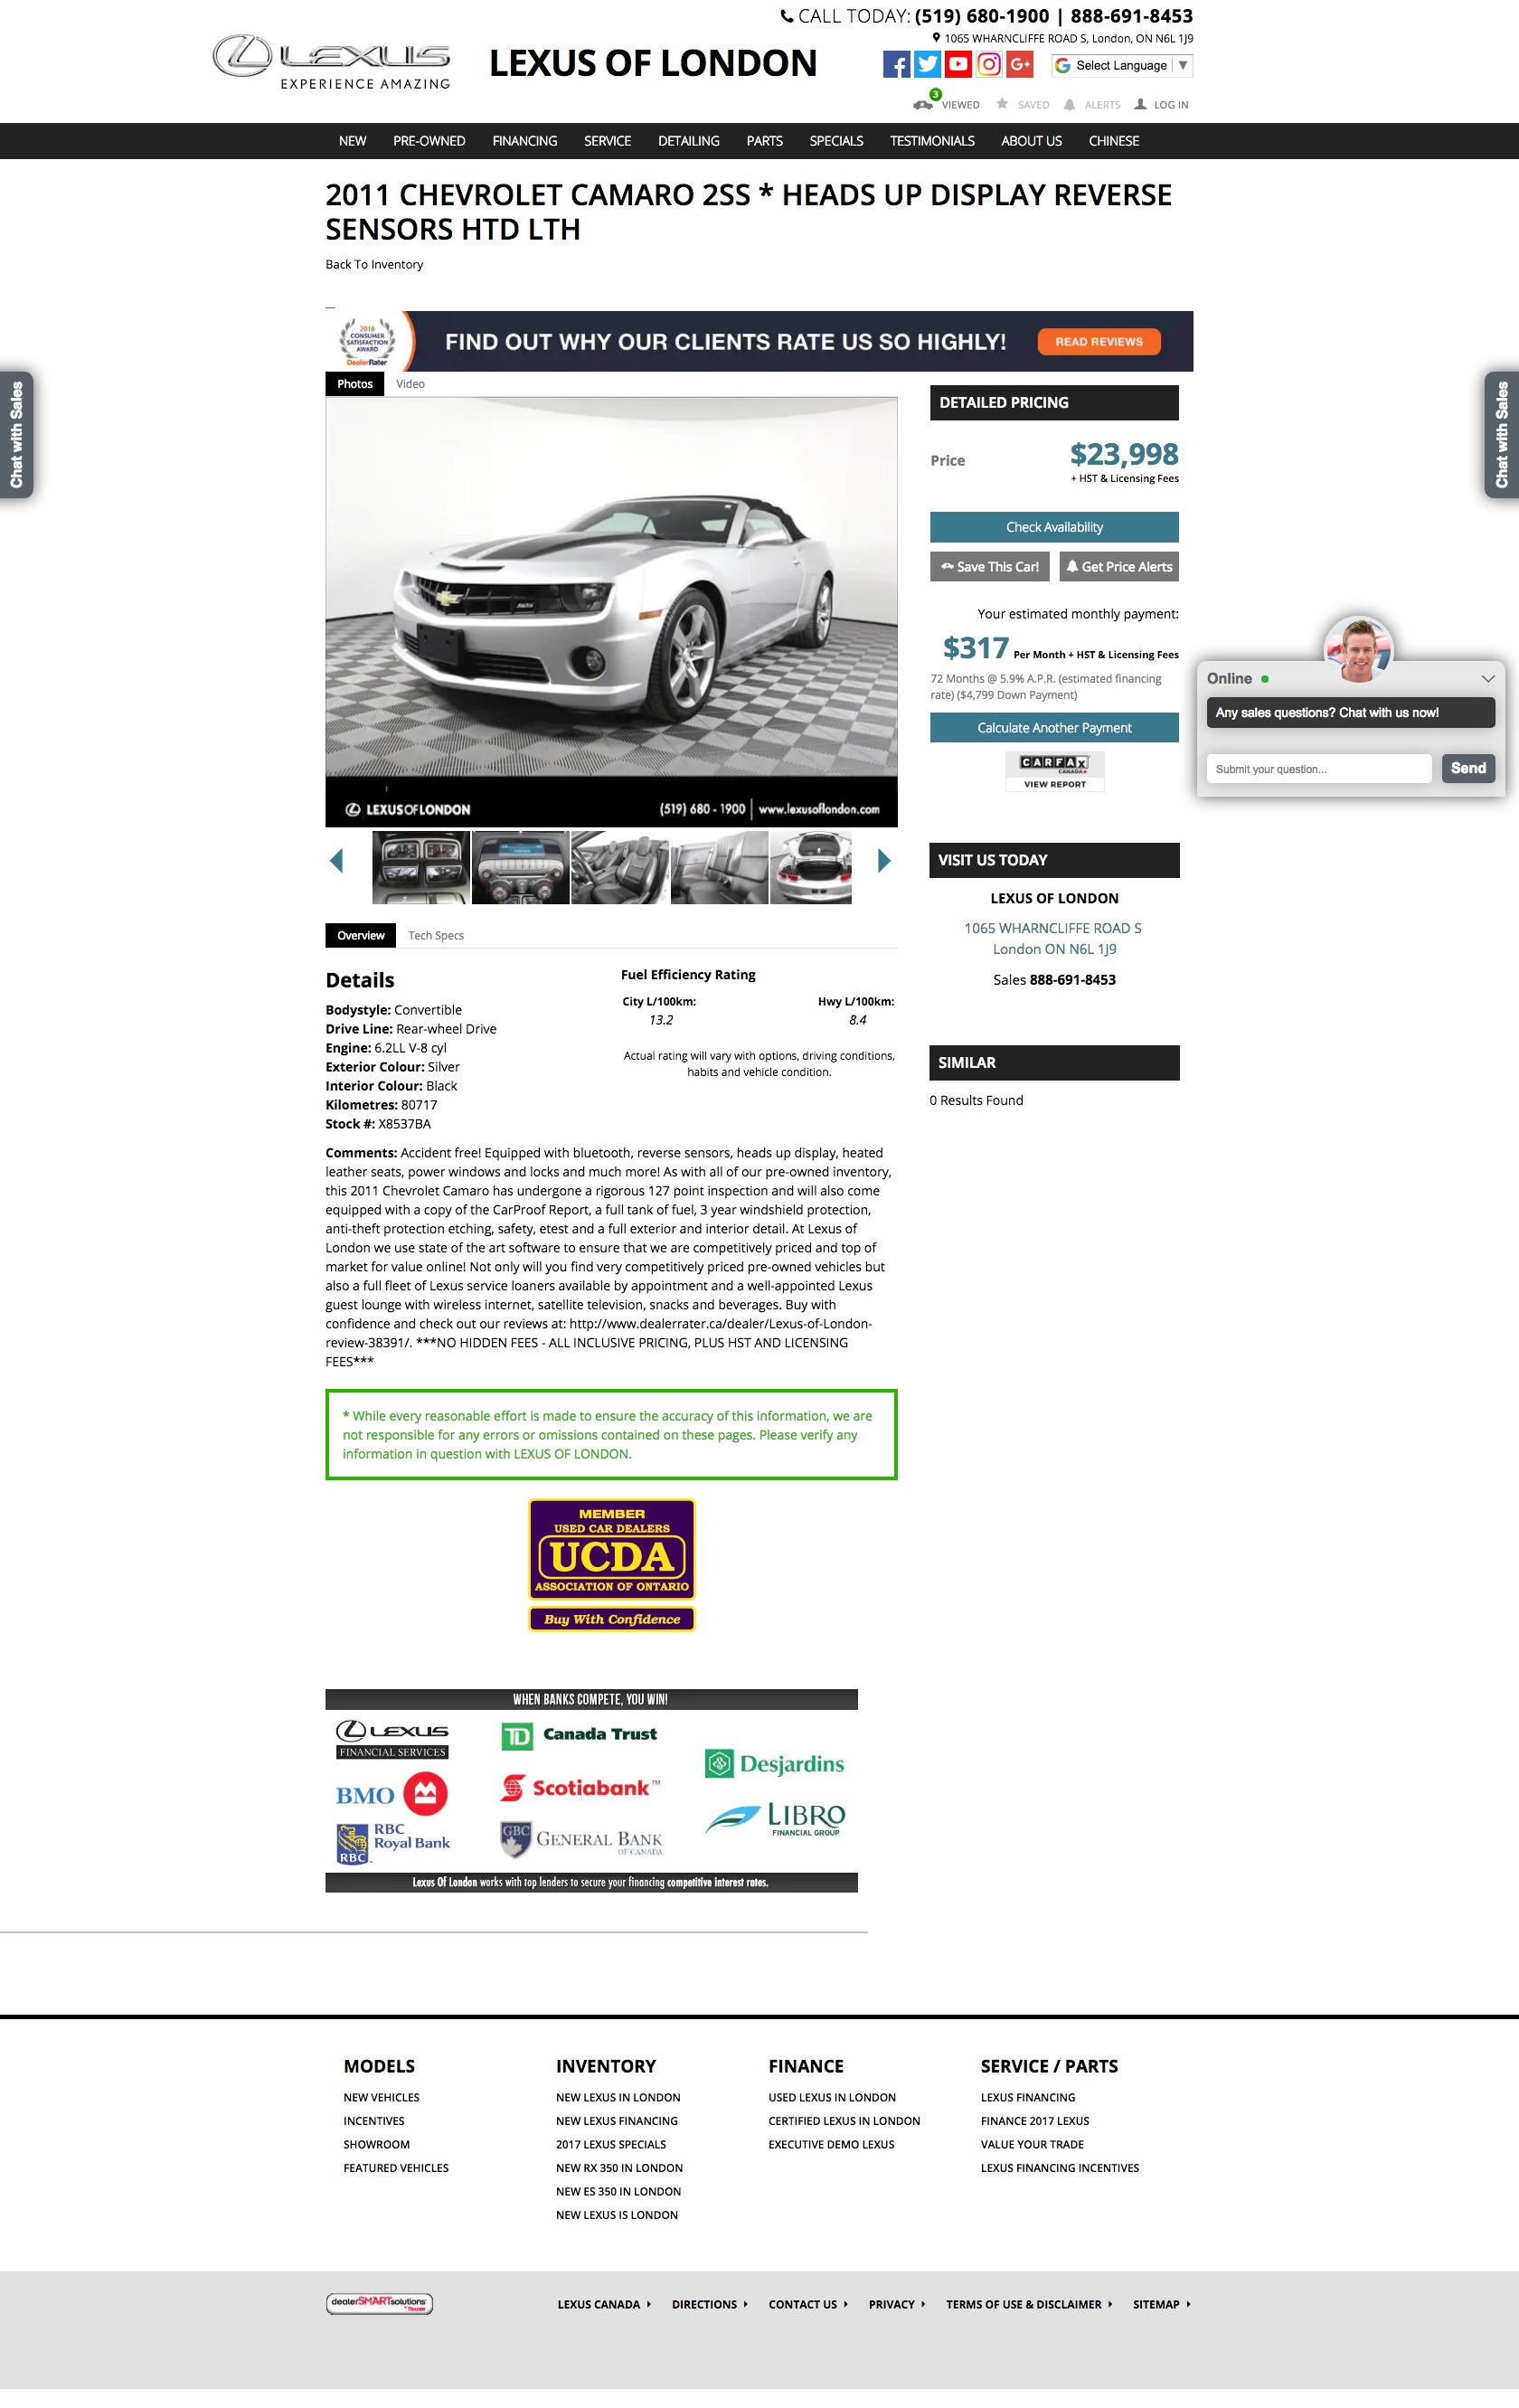 CALL TODAY: (519) 680-1900 | 888-691-8453
1065 WHARNCLIFFE ROAD S, London, ON N6L 1J9
LEXUS
EXPERIENCE AMAZING
LEXUS OF LONDON
Select Language ▼
3
VIEWED SAVED ALERTS LOG IN
NEW PRE-OWNED FINANCING SERVICE DETAILING PARTS SPECIALS TESTIMONIALS ABOUT US CHINESE
2011 CHEVROLET CAMARO 2SS * HEADS UP DISPLAY REVERSE
SENSORS HTD LTH
Back To Inventory
2018
CONSUMER
SATISFACTION
AWARD
DealerRater
FIND OUT WHY OUR CLIENTS RATE US SO HIGHLY!
READ REVIEWS
Chat with Sales
Chat with Sales
Photos Video
LEXUS OF LONDON
(519) 680 - 1900 | www.lexusoflondon.com
DETAILED PRICING
Price $23,998
+ HST & Licensing Fees
Check Availability
Save This Car! Get Price Alerts
Your estimated monthly payment:
$317 Per Month + HST & Licensing Fees
72 Months @ 5.9% A.P.R. (estimated financing
rate) ($4,799 Down Payment)
Calculate Another Payment
CARFAX
CANADA
VIEW REPORT
Online
Any sales questions? Chat with us now!
Submit your question...
Send
VISIT US TODAY
LEXUS OF LONDON
1065 WHARNCLIFFE ROAD S
London ON N6L 1J9
Sales 888-691-8453
SIMILAR
0 Results Found
Overview Tech Specs
Details
Bodystyle: Convertible
Drive Line: Rear-wheel Drive
Engine: 6.2LL V-8 cyl
Exterior Colour: Silver
Interior Colour: Black
Kilometres: 80717
Stock #: X8537BA
Fuel Efficiency Rating
City L/100km: Hwy L/100km:
13.2 8.4
Actual rating will vary with options, driving conditions,
habits and vehicle condition.
Comments: Accident free! Equipped with bluetooth, reverse sensors, heads up display, heated
leather seats, power windows and locks and much more! As with all of our pre-owned inventory,
this 2011 Chevrolet Camaro has undergone a rigorous 127 point inspection and will also come
equipped with a copy of the CarProof Report, a full tank of fuel, 3 year windshield protection,
anti-theft protection etching, safety, etest and a full exterior and interior detail. At Lexus of
London we use state of the art software to ensure that we are competitively priced and top of
market for value online! Not only will you find very competitively priced pre-owned vehicles but
also a full fleet of Lexus service loaners available by appointment and a well-appointed Lexus
guest lounge with wireless internet, satellite television, snacks and beverages. Buy with
confidence and check out our reviews at: http://www.dealerrater.ca/dealer/Lexus-of-London-
review-38391/. ***NO HIDDEN FEES - ALL INCLUSIVE PRICING, PLUS HST AND LICENSING
FEES***
* While every reasonable effort is made to ensure the accuracy of this information, we are
not responsible for any errors or omissions contained on these pages. Please verify any
information in question with LEXUS OF LONDON.
MEMBER
USED CAR DEALERS
UCDA
ASSOCIATION OF ONTARIO
Buy With Confidence
WHEN BANKS COMPETE, YOU WIN!
LEXUS
FINANCIAL SERVICES
TD Canada Trust
Desjardins
BMO
Scotiabank™
LIBRO
FINANCIAL GROUP
RBC
RBC
Royal Bank
GBC GENERAL BANK
OF CANADA
Lexus Of London works with top lenders to secure your financing competitive interest rates.
MODELS
NEW VEHICLES
INCENTIVES
SHOWROOM
FEATURED VEHICLES
INVENTORY
NEW LEXUS IN LONDON
NEW LEXUS FINANCING
2017 LEXUS SPECIALS
NEW RX 350 IN LONDON
NEW ES 350 IN LONDON
NEW LEXUS IS LONDON
FINANCE
USED LEXUS IN LONDON
CERTIFIED LEXUS IN LONDON
EXECUTIVE DEMO LEXUS
SERVICE / PARTS
LEXUS FINANCING
FINANCE 2017 LEXUS
VALUE YOUR TRADE
LEXUS FINANCING INCENTIVES
dealerSMARTsolutions
LEXUS CANADA DIRECTIONS CONTACT US PRIVACY TERMS OF USE & DISCLAIMER SITEMAP